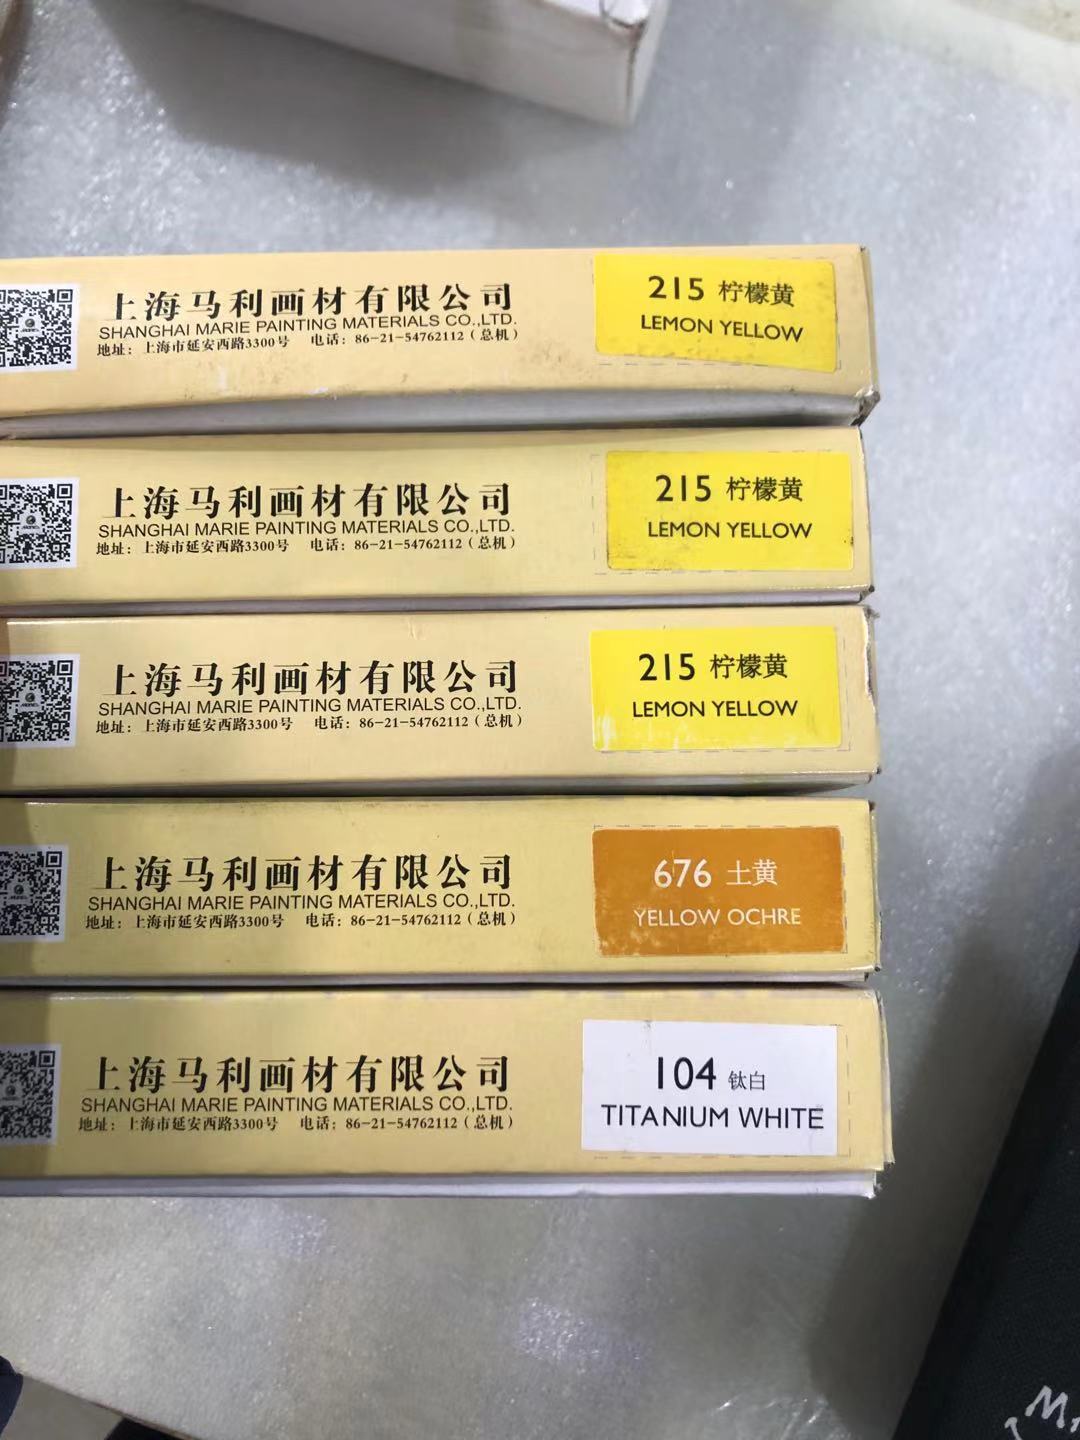 上海马利画材有限公司
SHANGHAI MARIE PAINTING MATERIALS CO.,LTD.
地址：上海市延安西路3300号 电话：86-21-54762112（总机）
215 柠檬黄
LEMON YELLOW
上海马利画材有限公司
SHANGHAI MARIE PAINTING MATERIALS CO.,LTD.
地址：上海市延安西路3300号 电话：86-21-54762112（总机）
215 柠檬黄
LEMON YELLOW
上海马利画材有限公司
SHANGHAI MARIE PAINTING MATERIALS CO.,LTD.
地址：上海市延安西路3300号 电话：86-21-54762112（总机）
215 柠檬黄
LEMON YELLOW
上海马利画材有限公司
SHANGHAI MARIE PAINTING MATERIALS CO.,LTD.
地址：上海市延安西路3300号 电话：86-21-54762112（总机）
676 土黄
YELLOW OCHRE
上海马利画材有限公司
SHANGHAI MARIE PAINTING MATERIALS CO.,LTD.
地址：上海市延安西路3300号 电话：86-21-54762112（总机）
104 钛白
TITANIUM WHITE